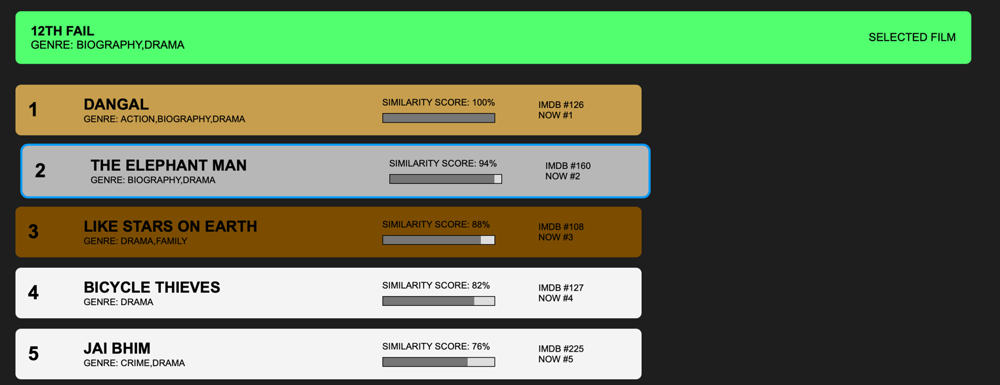 12TH FAIL
GENRE: BIOGRAPHY,DRAMA
SELECTED FILM
1
DANGAL
GENRE: ACTION,BIOGRAPHY,DRAMA
SIMILARITY SCORE: 100%
IMDB #126
NOW #1
2
THE ELEPHANT MAN
GENRE: BIOGRAPHY,DRAMA
SIMILARITY SCORE: 94%
IMDB #160
NOW #2
3
LIKE STARS ON EARTH
GENRE: DRAMA,FAMILY
SIMILARITY SCORE: 88%
IMDB #108
NOW #3
4
BICYCLE THIEVES
GENRE: DRAMA
SIMILARITY SCORE: 82%
IMDB #127
NOW #4
5
JAI BHIM
GENRE: CRIME,DRAMA
SIMILARITY SCORE: 76%
IMDB #225
NOW #5